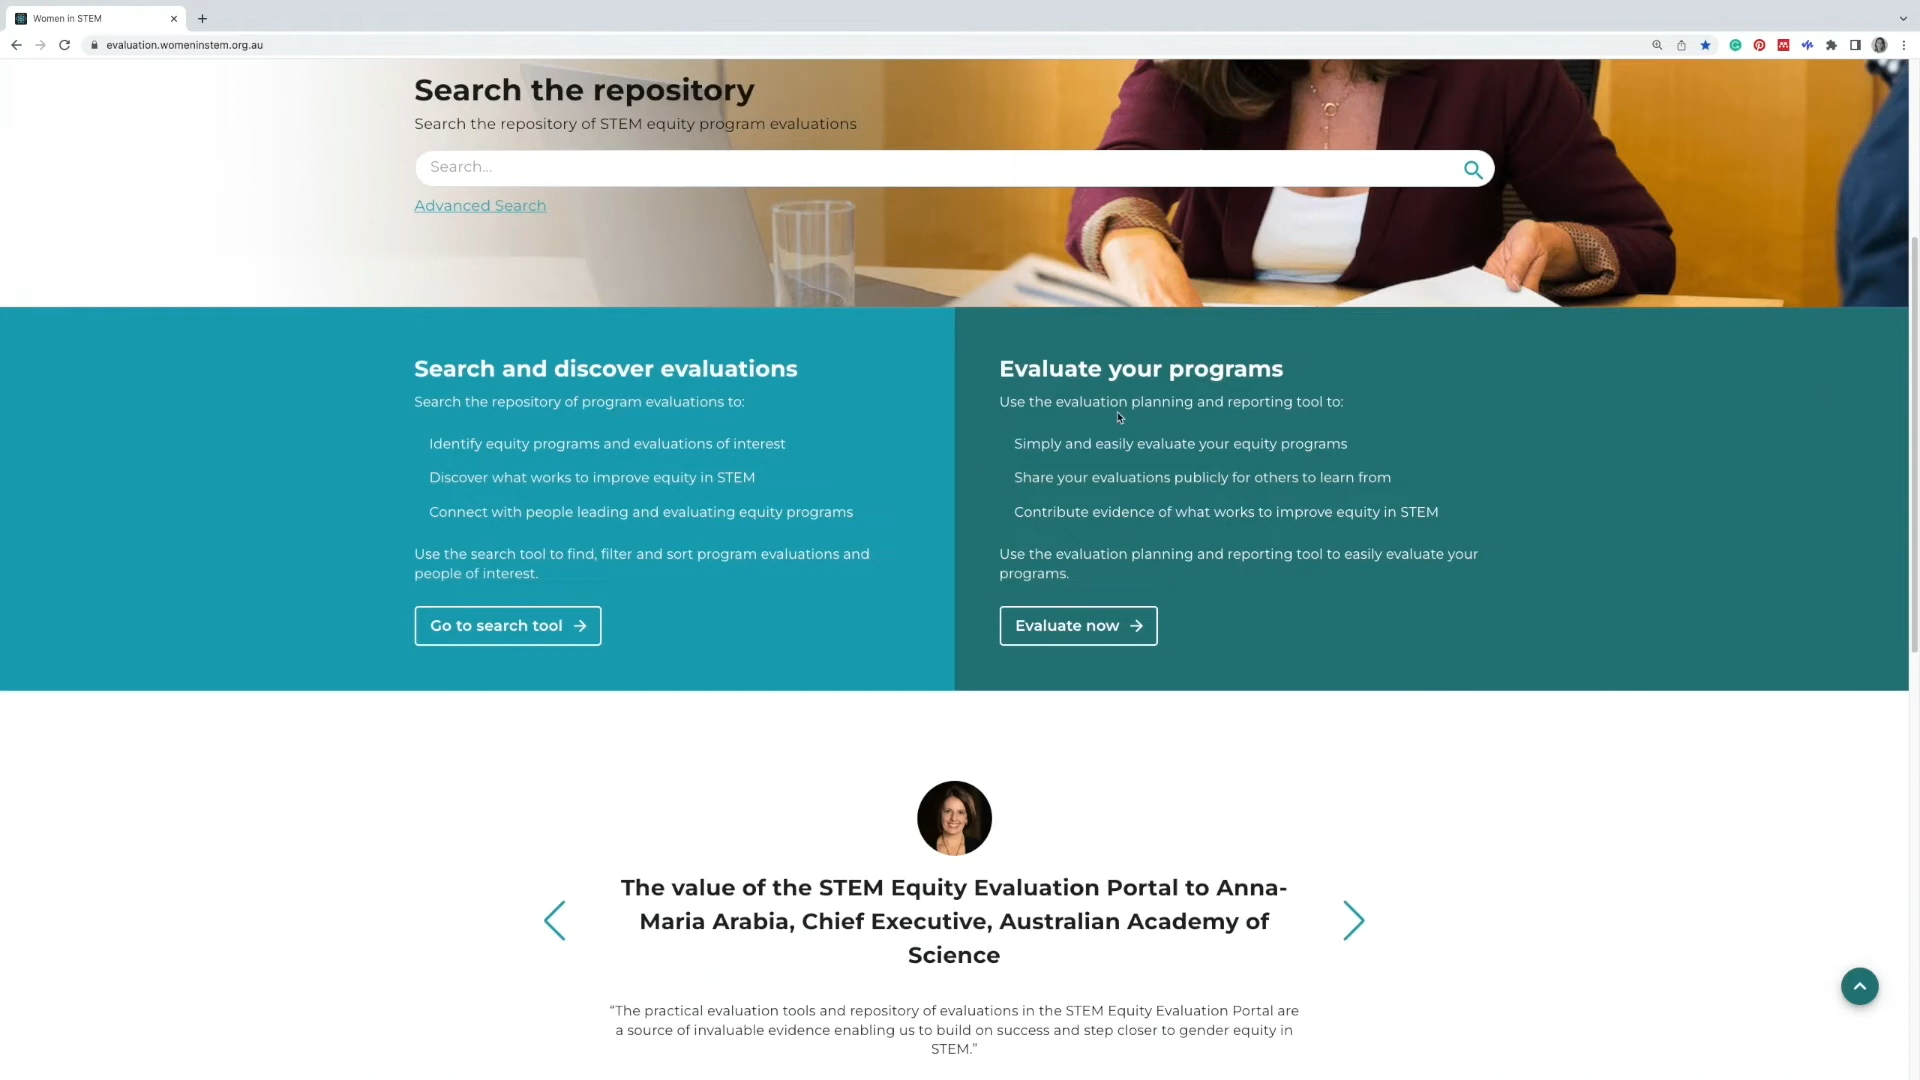 Women in STEM
evaluation.womeninstem.org.au
Search the repository
Search the repository of STEM equity program evaluations
Search...
Advanced Search
Search and discover evaluations
Search the repository of program evaluations to:
Identify equity programs and evaluations of interest
Discover what works to improve equity in STEM
Connect with people leading and evaluating equity programs
Use the search tool to find, filter and sort program evaluations and
people of interest.
Go to search tool
Evaluate your programs
Use the evaluation planning and reporting tool to:
Simply and easily evaluate your equity programs
Share your evaluations publicly for others to learn from
Contribute evidence of what works to improve equity in STEM
Use the evaluation planning and reporting tool to easily evaluate your
programs.
Evaluate now
The value of the STEM Equity Evaluation Portal to Anna-
Maria Arabia, Chief Executive, Australian Academy of
Science
“The practical evaluation tools and repository of evaluations in the STEM Equity Evaluation Portal are
a source of invaluable evidence enabling us to build on success and step closer to gender equity in
STEM.”